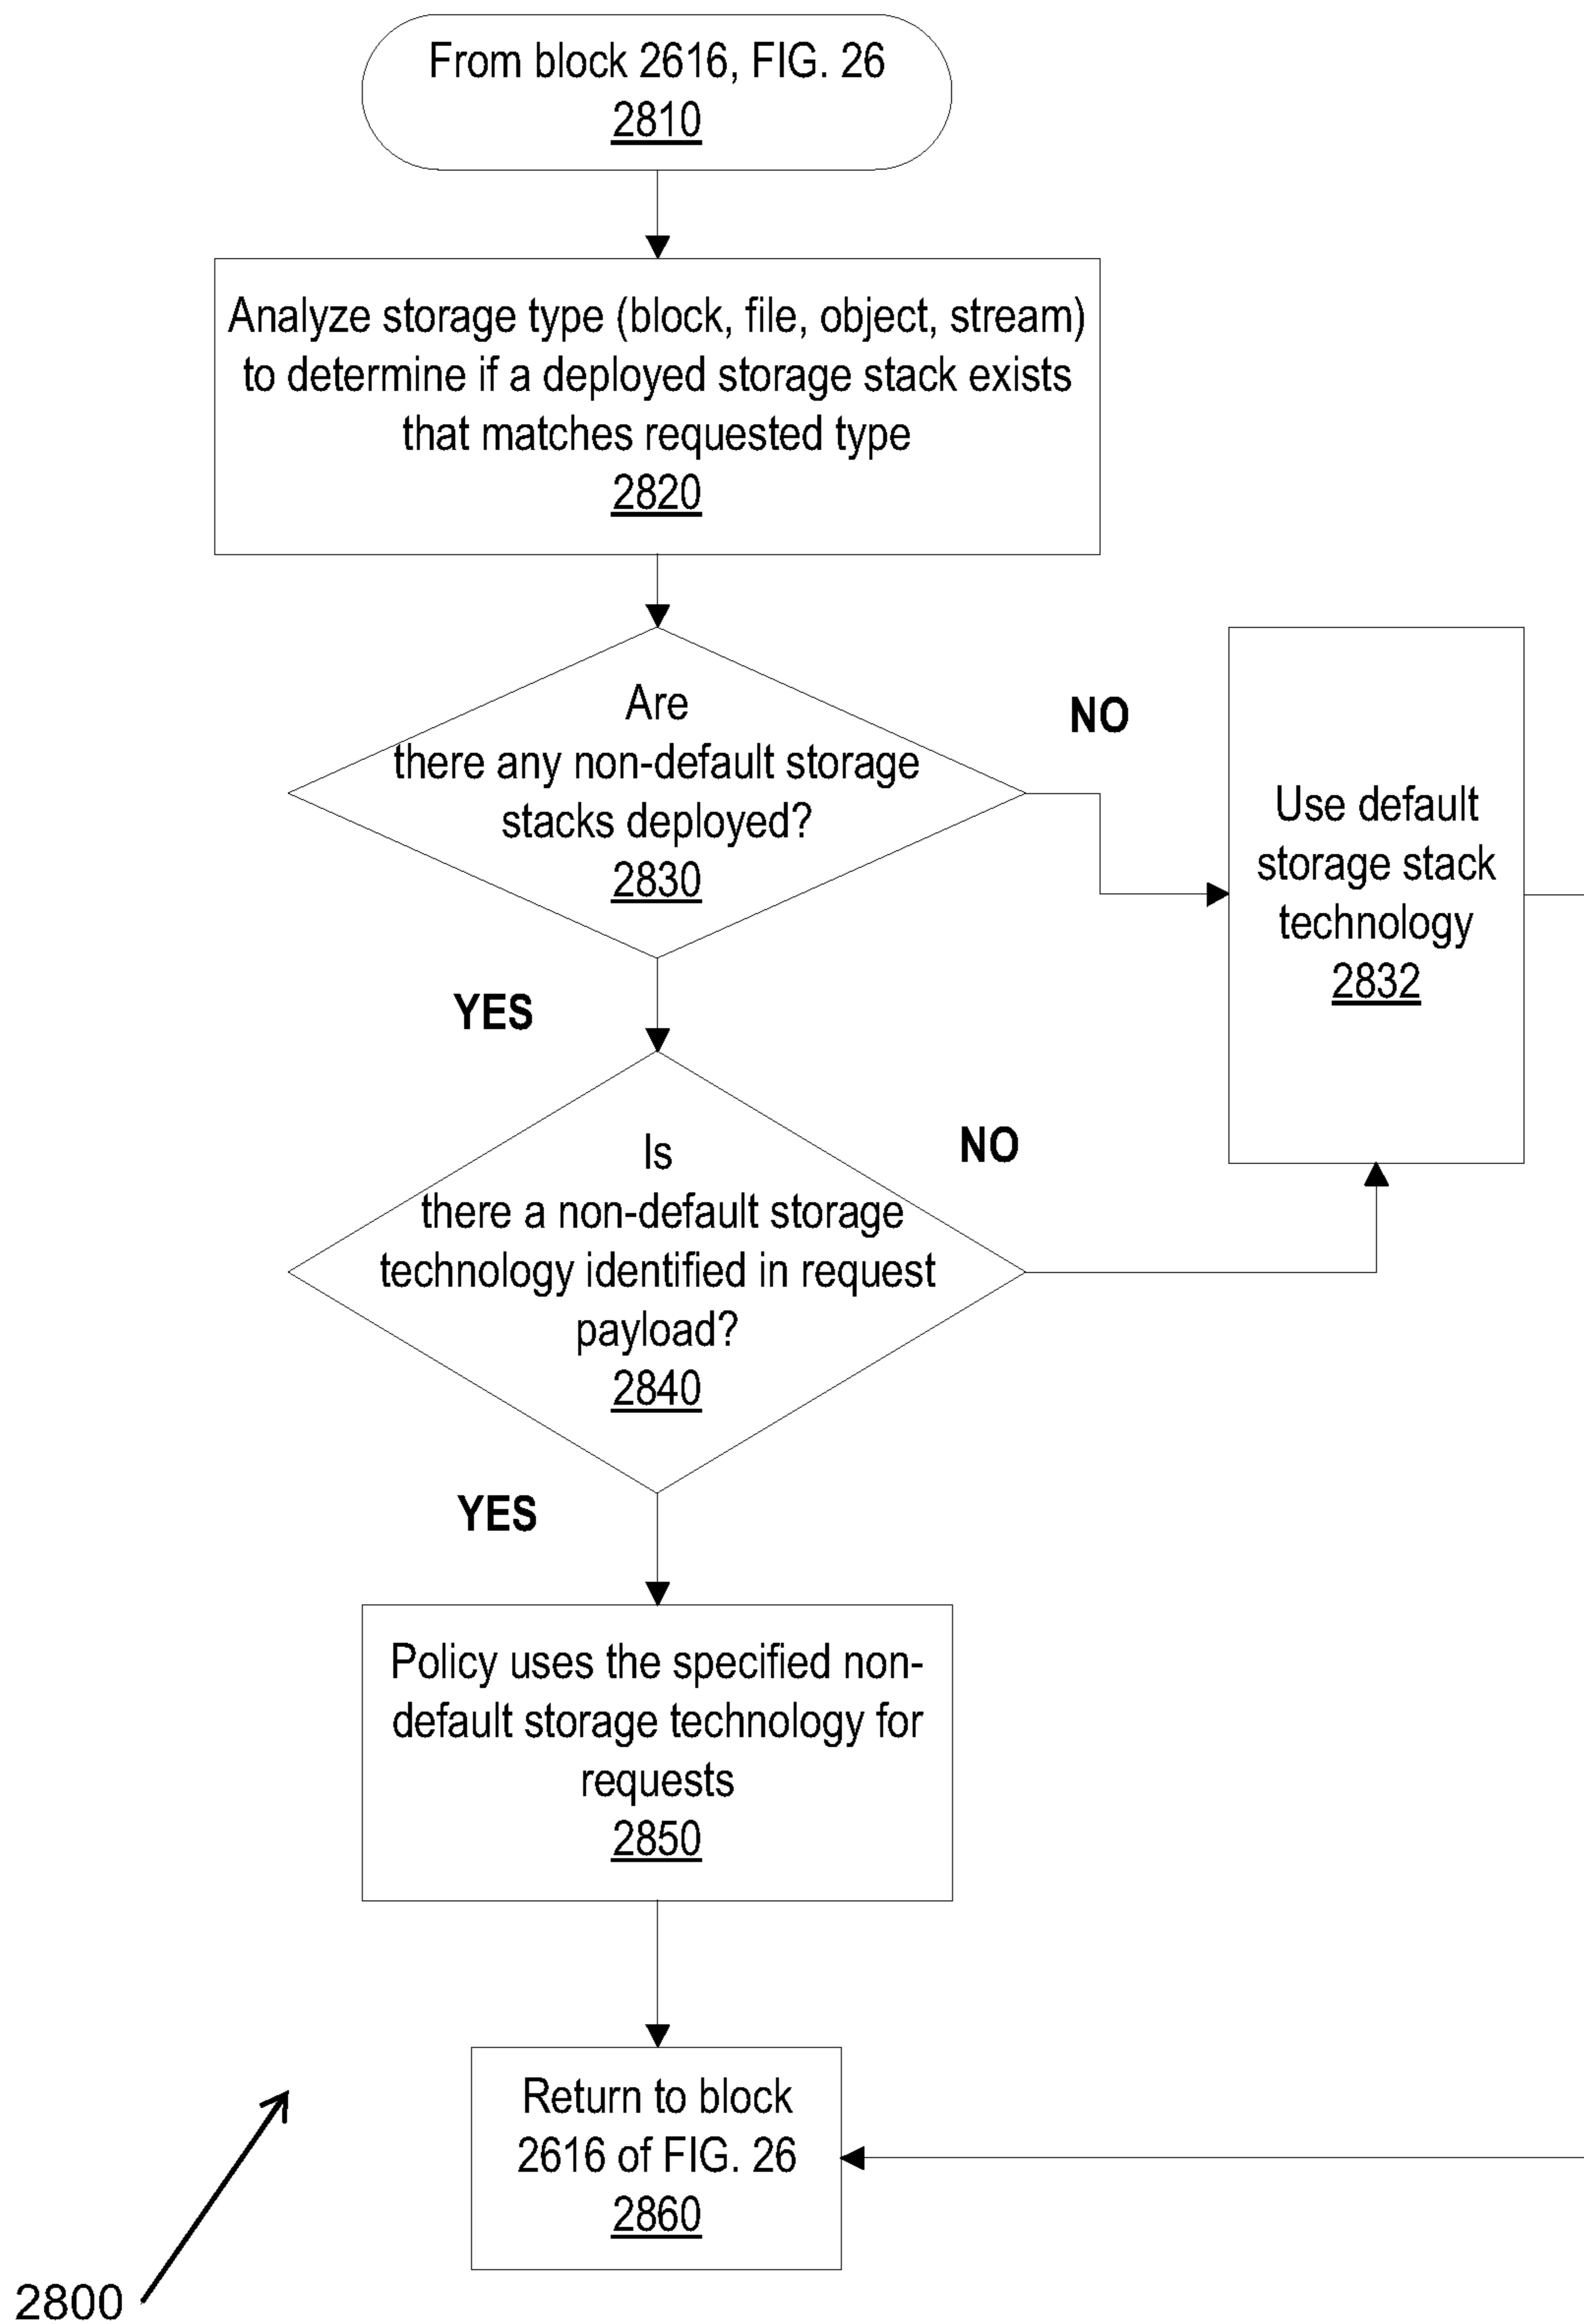 From block 2616, FIG. 26
2810
Analyze storage type (block, file, object, stream)
to determine if a deployed storage stack exists
that matches requested type
2820
Are
there any non-default storage
stacks deployed?
2830
NO
Use default
storage stack
technology
2832
YES
Is
there a non-default storage
technology identified in request
payload?
2840
NO
YES
Policy uses the specified non-
default storage technology for
requests
2850
Return to block
2616 of FIG. 26
2860
2800